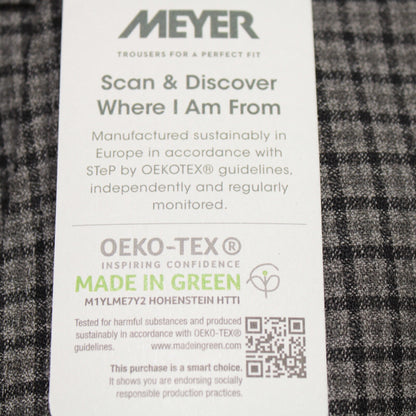 MEYER
TROUSERS FOR A PERFECT FIT
Scan & Discover
Where I Am From
Manufactured sustainably in
Europe in accordance with
STeP by OEKOTEX® guidelines,
independently and regularly
monitored.
OEKO-TEX®
INSPIRING CONFIDENCE
MADE IN GREEN
M1YLME7Y2 HOHENSTEIN HTTI
Tested for harmful substances and produced
sustainably in accordance with OEKO-TEX®
guidelines. www.madeingreen.com
This purchase is a smart choice.
It shows you are endorsing socially
responsible production practices.